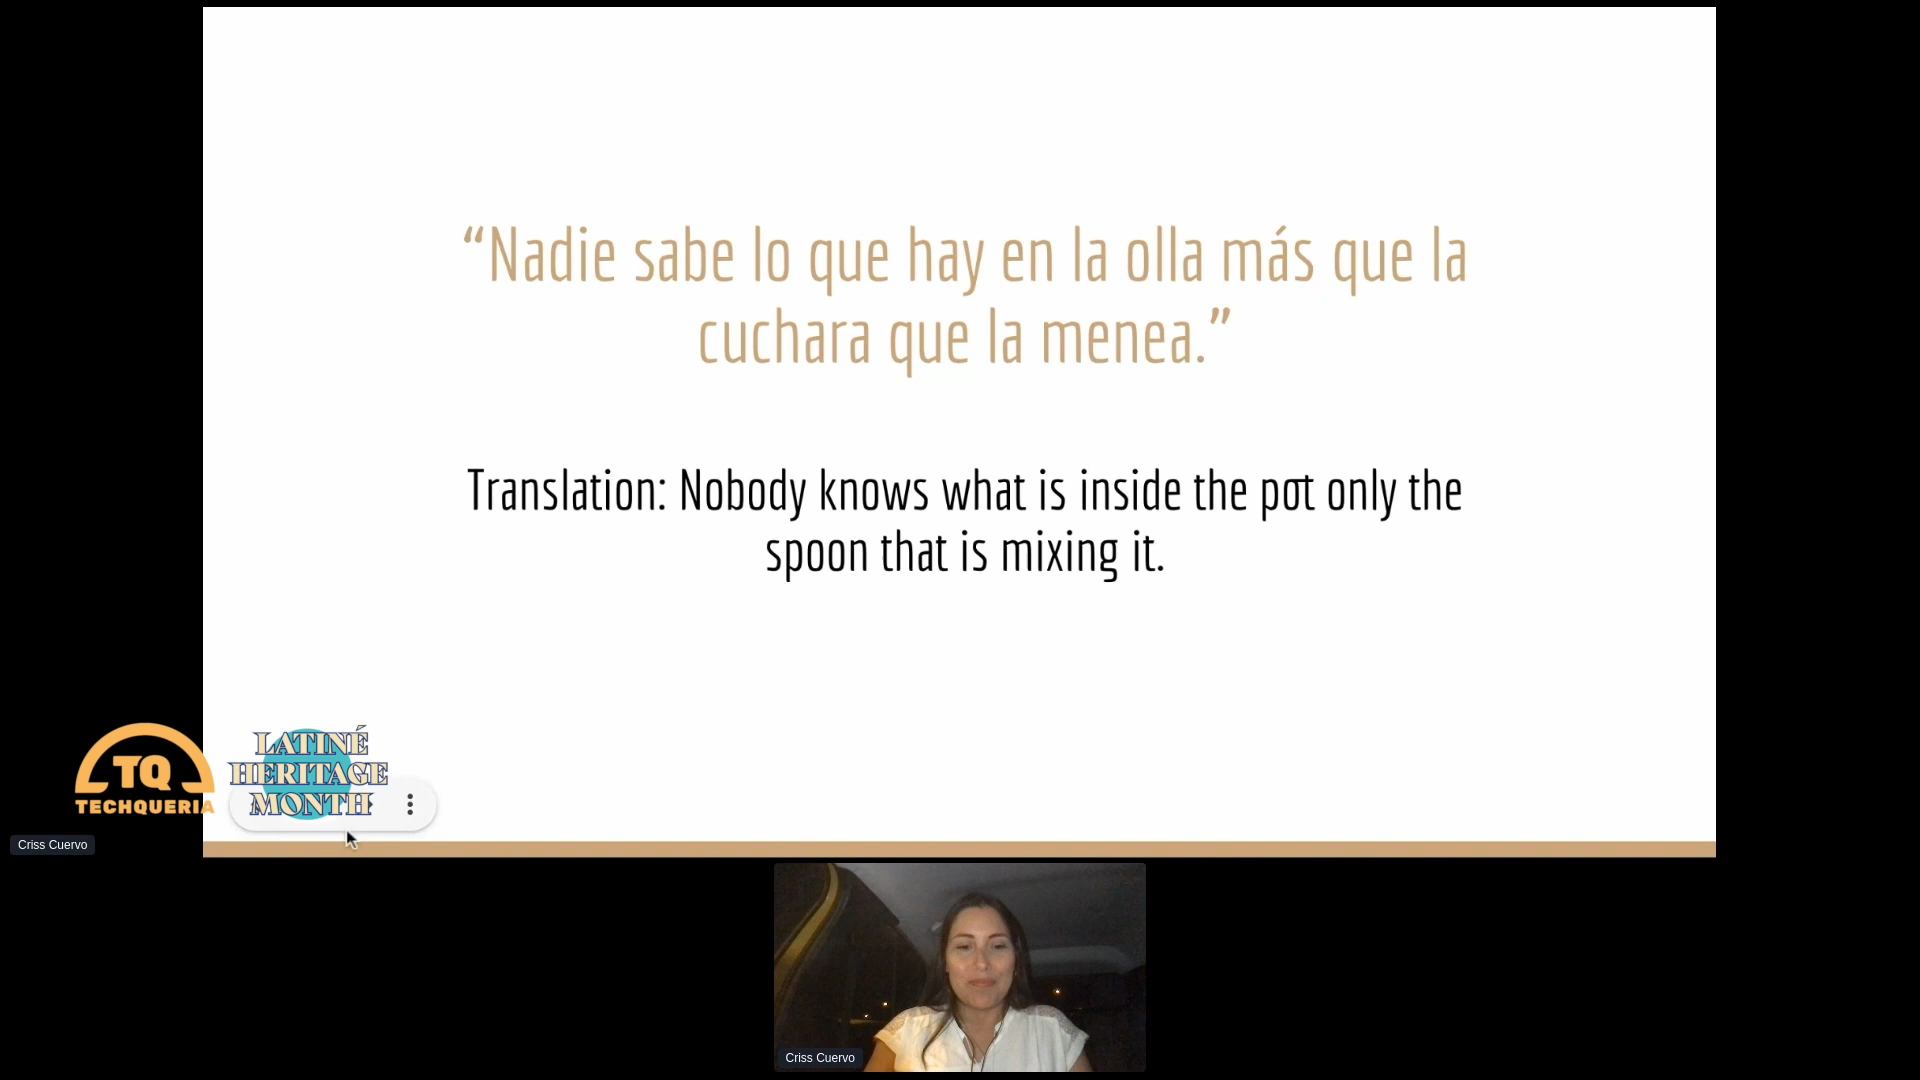 “Nadie sabe lo que hay en la olla más que la
cuchara que la menea.”
Translation: Nobody knows what is inside the pot only the
spoon that is mixing it.
TQ
TECHQUERIA
LATINÉ
HERITAGE
MONTH
Criss Cuervo
Criss Cuervo